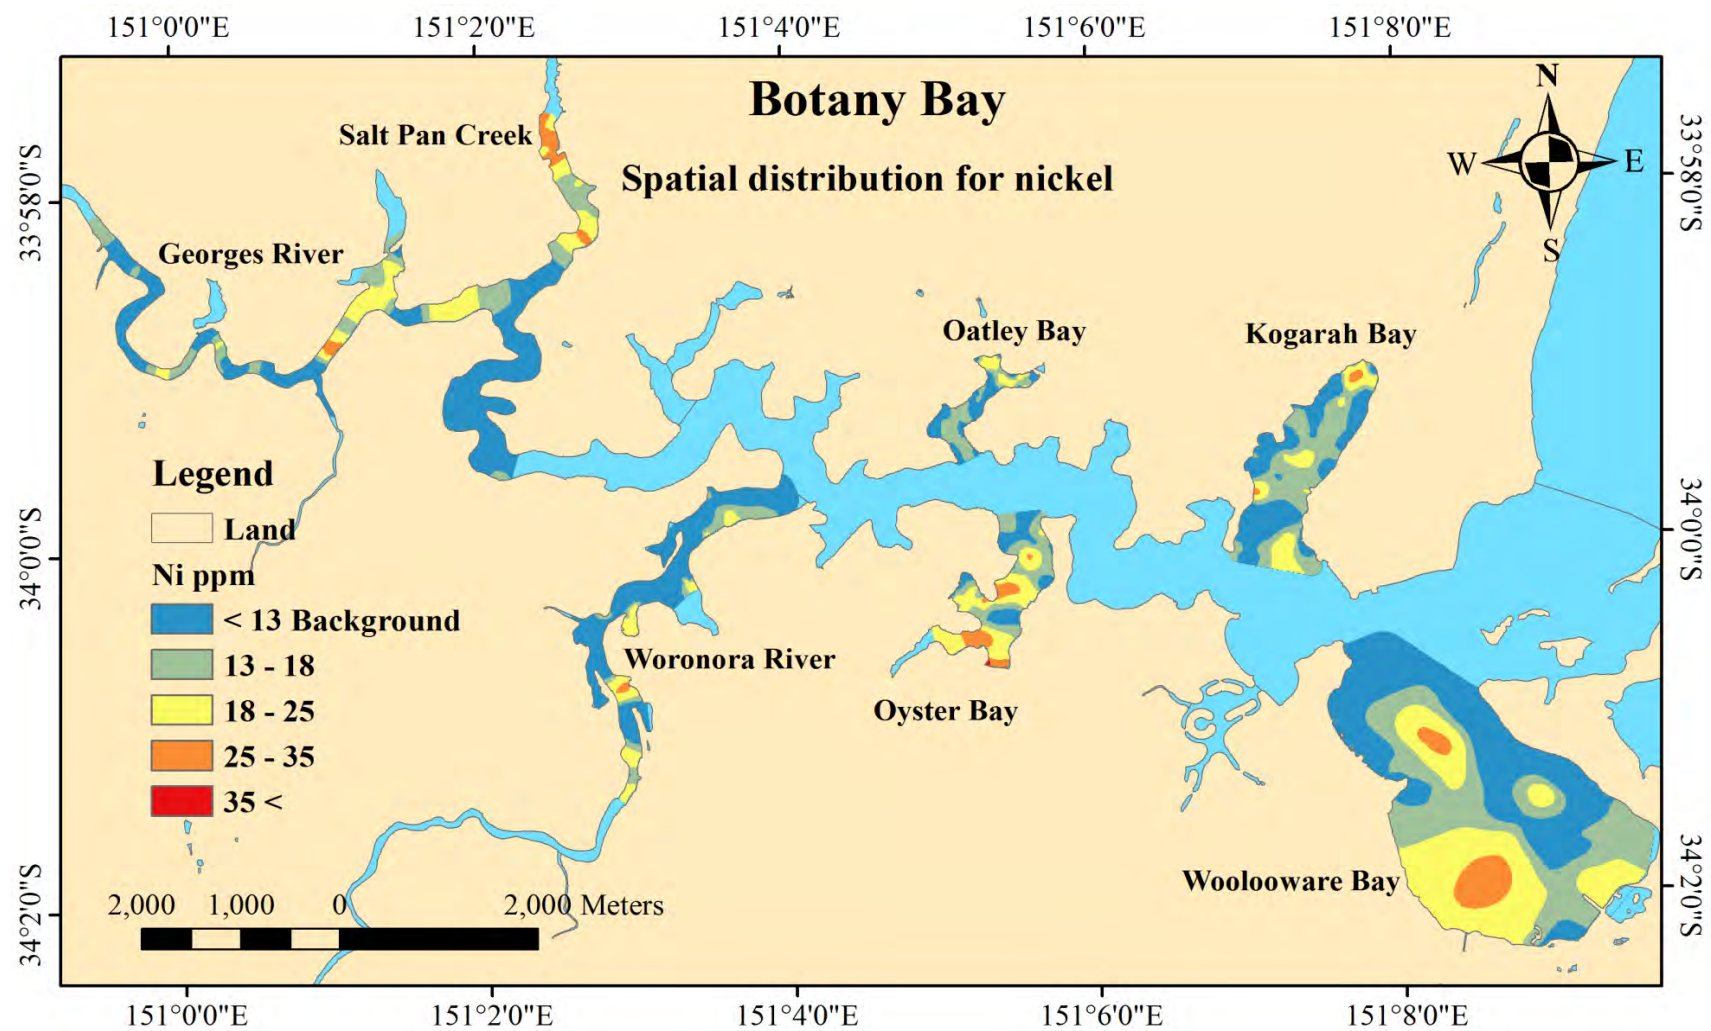 151°0'0"E 151°2'0"E 151°4'0"E 151°6'0"E 151°8'0"E
Botany Bay
Spatial distribution for nickel
N
W E
S
Salt Pan Creek
33°58'0"S
33°58'0"S
Georges River
Oatley Bay
Kogarah Bay
Legend
Land
Ni ppm
< 13 Background
13 - 18
18 - 25
25 - 35
35 <
34°0'0"S
34°0'0"S
Woronora River
Oyster Bay
Woolooware Bay
34°2'0"S
34°2'0"S
2,000 1,000 0 2,000 Meters
151°0'0"E 151°2'0"E 151°4'0"E 151°6'0"E 151°8'0"E